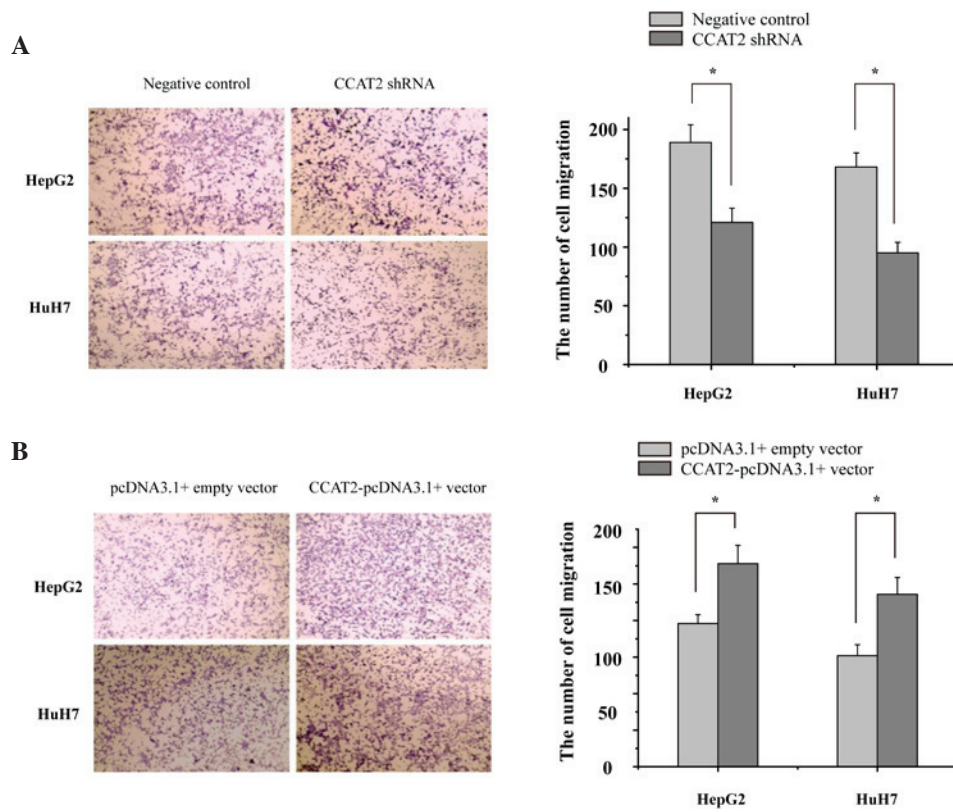 A
Negative control
CCAT2 shRNA
HepG2
HuH7
Negative control
CCAT2 shRNA
*
*
The number of cell migration
200
150
100
50
0
HepG2
HuH7
B
pcDNA3.1+ empty vector
CCAT2-pcDNA3.1+ vector
HepG2
HuH7
pcDNA3.1+ empty vector
CCAT2-pcDNA3.1+ vector
*
*
The number of cell migration
200
150
100
50
0
HepG2
HuH7